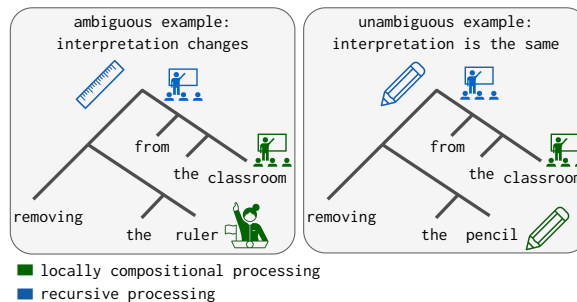 ambiguous example:
interpretation changes
from
the classroom
removing
the ruler
unambiguous example:
interpretation is the same
from
the classroom
removing
the pencil
locally compositional processing
recursive processing